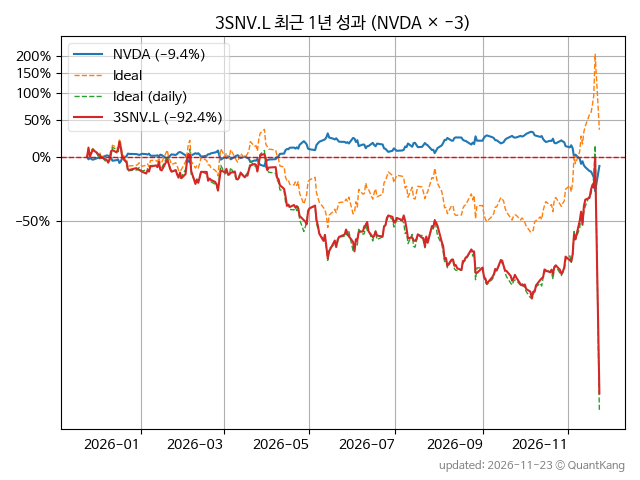 3SNV.L 최근 1년 성과 (NVDA × −3)
200%
150%
100%
50%
0%
−50%
NVDA (−9.4%)
Ideal
Ideal (daily)
3SNV.L (−92.4%)
2026−01
2026−03
2026−05
2026−07
2026−09
2026−11
updated: 2026−11−23 © QuantKang